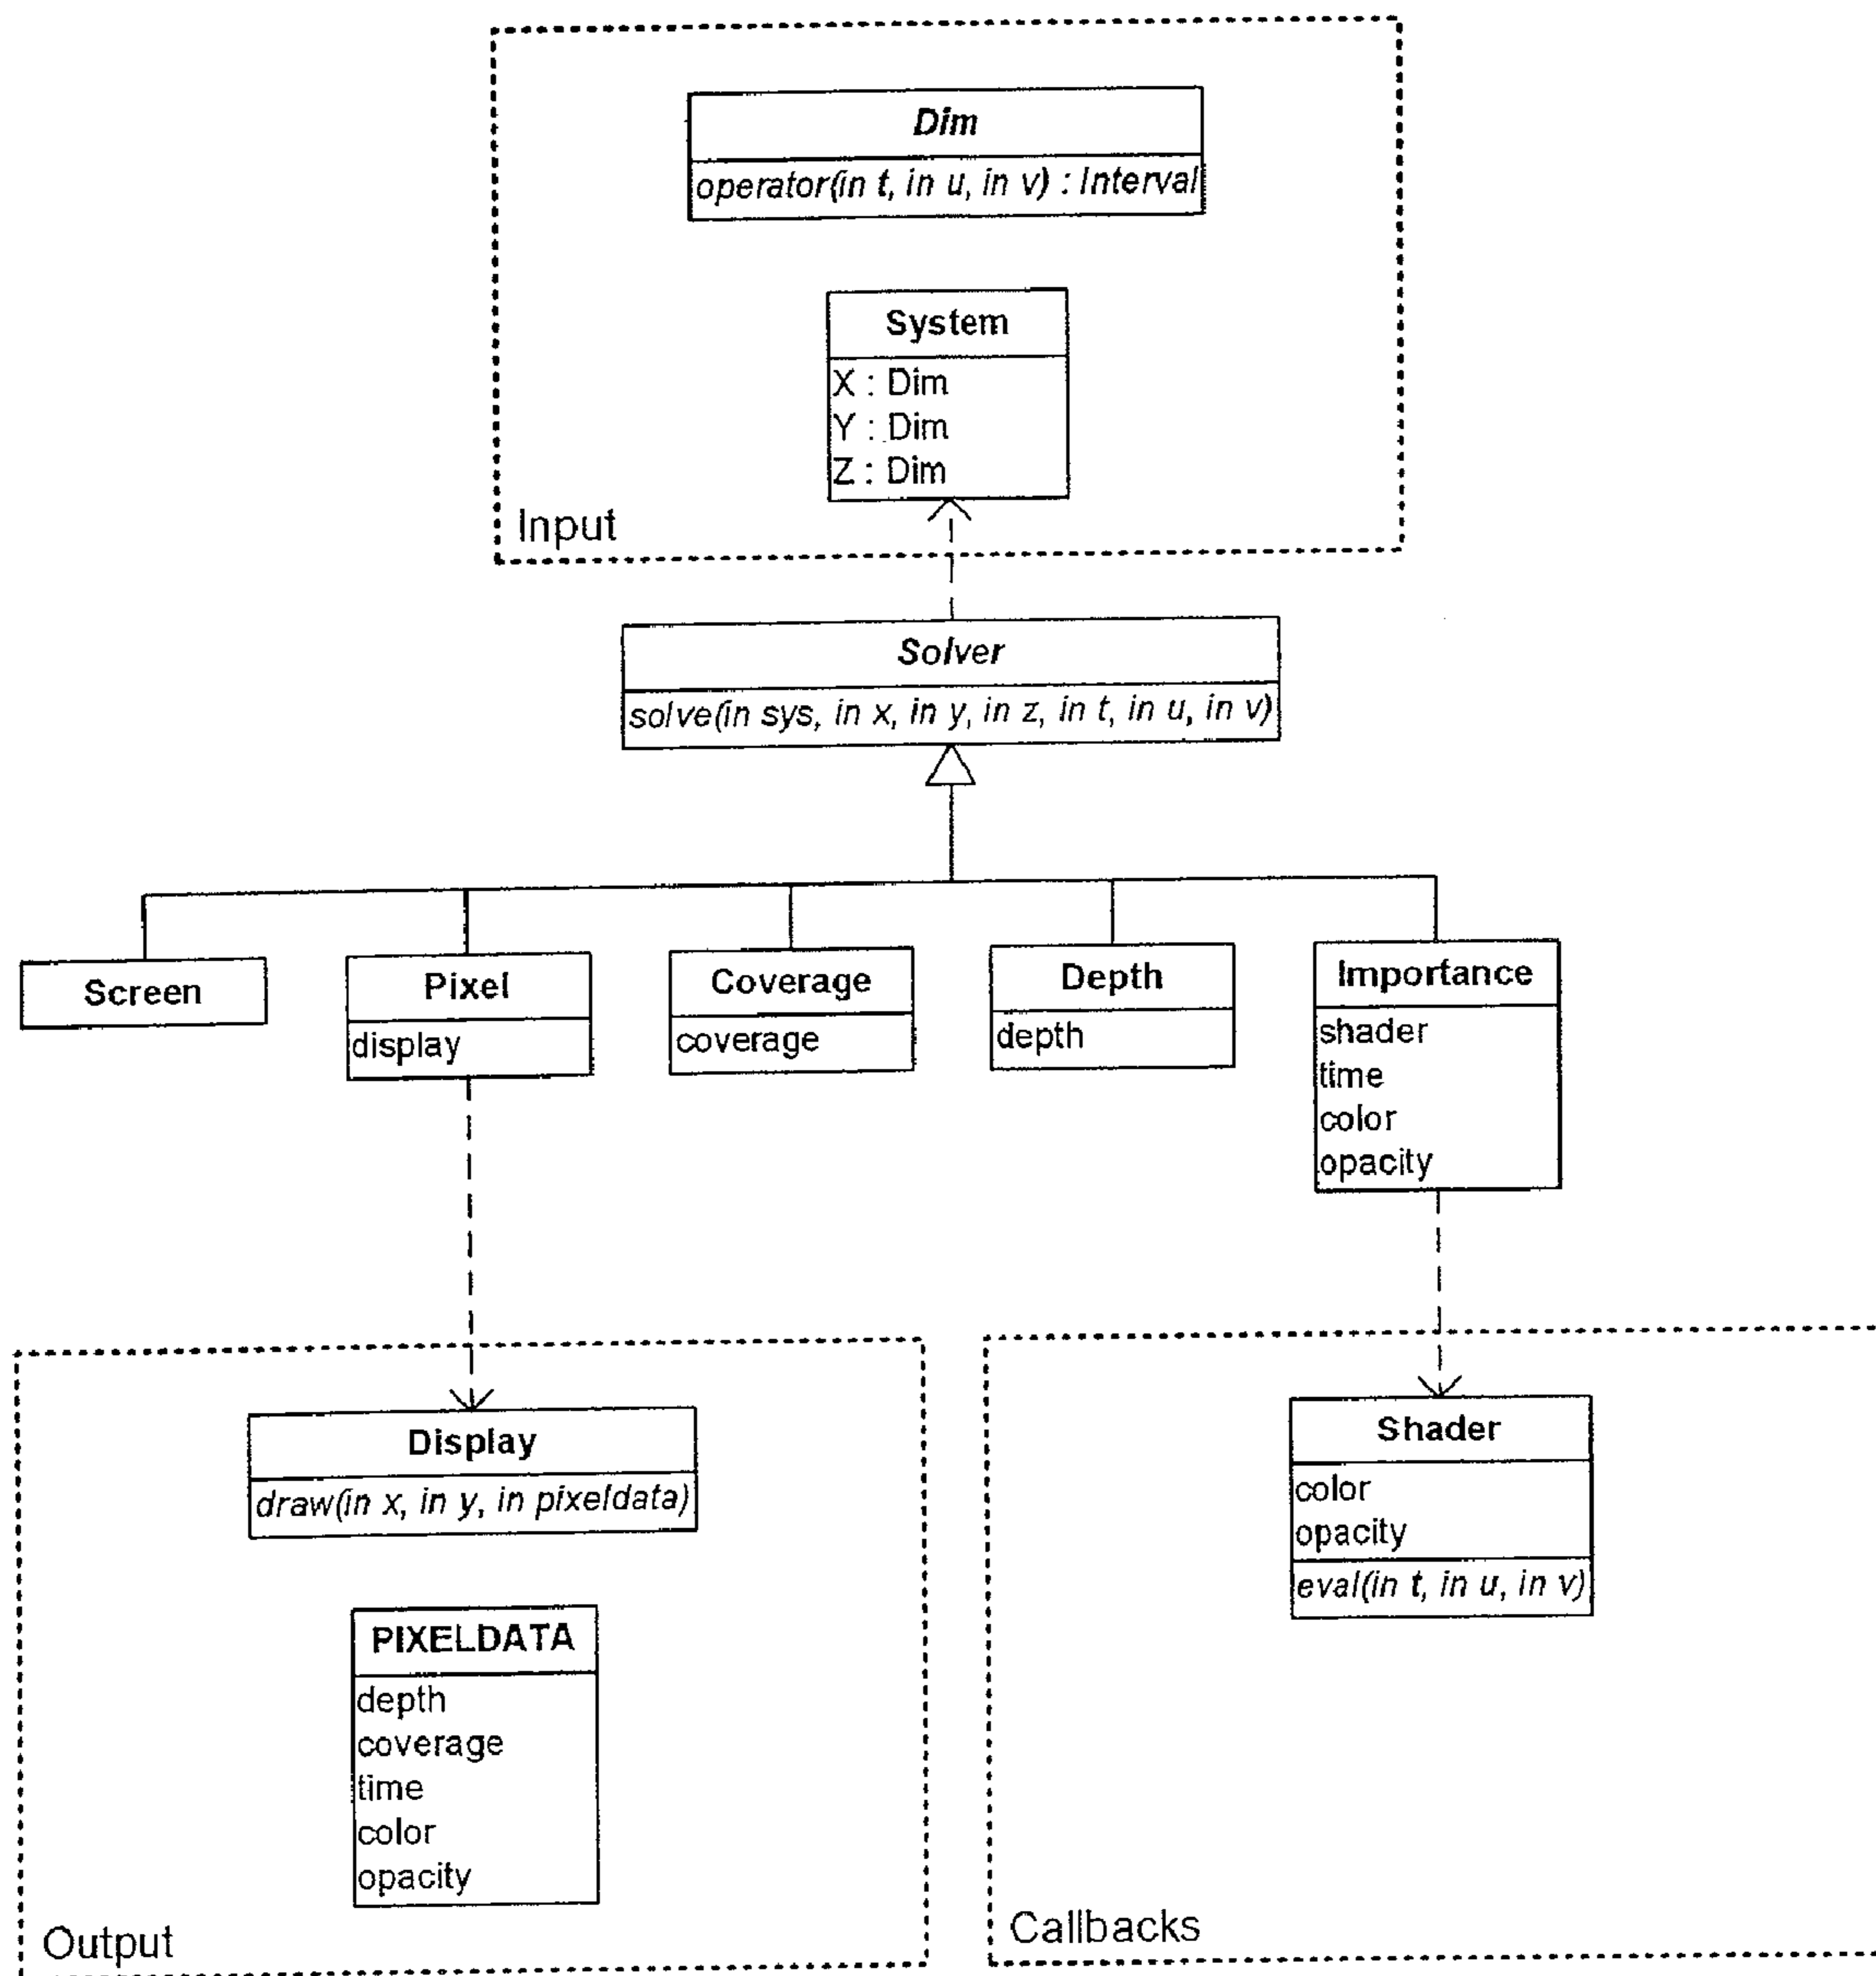 Dim
operator(in t, in u, in v) : Interval
System
X : Dim
Y : Dim
Z : Dim
Input
Solver
solve(in sys, in x, in y, in z, in t, in u, in v)
Screen
Pixel
display
Coverage
coverage
Depth
depth
Importance
shader
time
color
opacity
Display
draw(in x, in y, in pixeldata)
PIXELDATA
depth
coverage
time
color
opacity
Output
Shader
color
opacity
eval(in t, in u, in v)
Callbacks